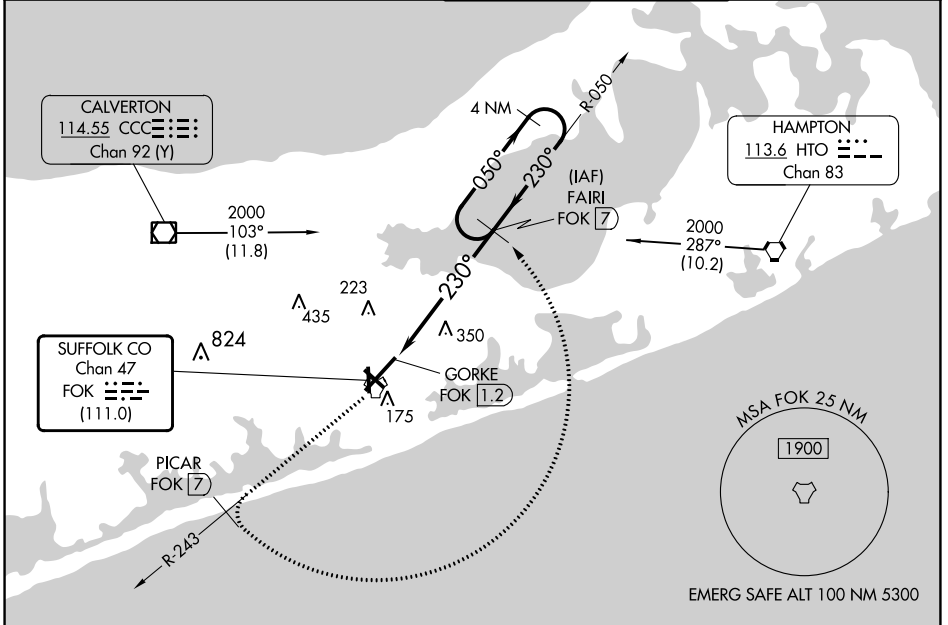 CALVERTON
114.55 CCC
Chan 92 (Y)
4 NM
R-050
HAMPTON
113.6 HTO
Chan 83
050°
230°
(IAF)
FAIRI
FOK 7
2000
103°
(11.8)
2000
287°
(10.2)
230°
435
223
350
824
SUFFOLK CO
Chan 47
FOK
(111.0)
GORKE
FOK 1.2
175
PICAR
FOK 7
R-243
MSA FOK 25 NM
1900
EMERG SAFE ALT 100 NM 5300